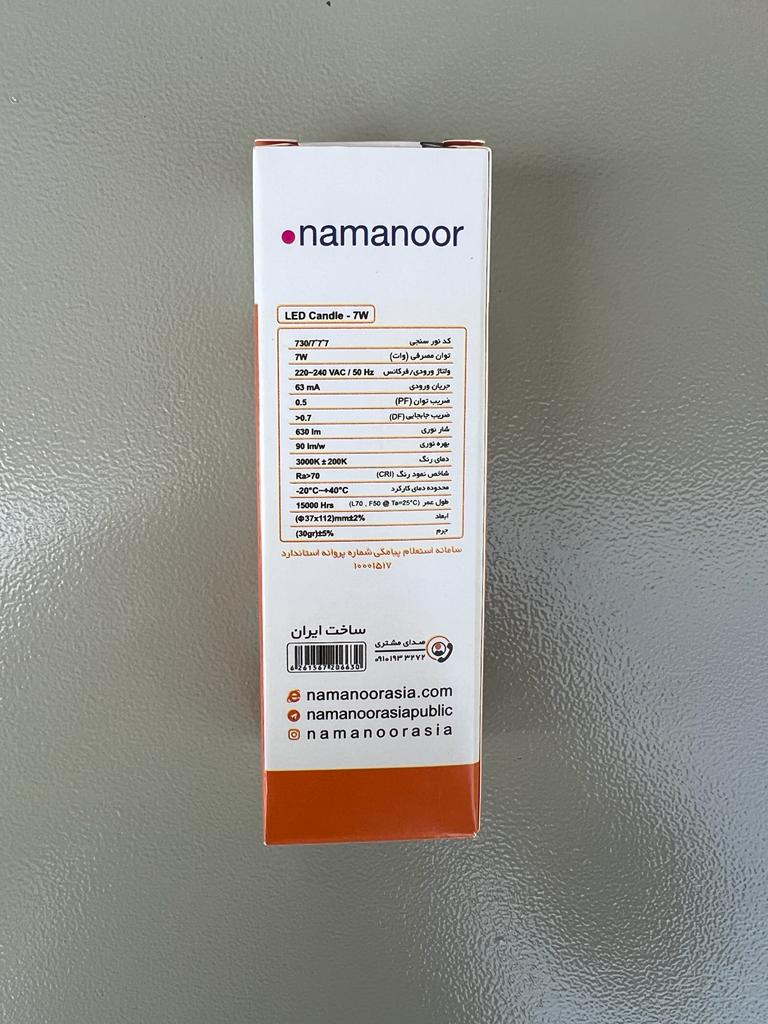 namanoor
LED Candle - 7W
کد نور سنجی 730/7"7"7
توان مصرفی (وات) 7W
ولتاژ ورودی/فرکانس 220~240 VAC / 50 Hz
جریان ورودی 63 mA
ضریب توان (PF) 0.5
ضریب جابجایی (DF) >0.7
شار نوری 630 lm
بهره نوری 90 lm/w
دمای رنگ 3000K ± 200K
شاخص نمود رنگ (CRI) Ra>70
محدوده دمای کارکرد -20°C~+40°C
طول عمر (L70 , F50 @ Ta=25°C) 15000 Hrs
ابعاد (Φ37x112)mm±2%
جرم (30gr)±5%
سامانه استعلام پیامکی شماره پروانه استاندارد
۱۰۰۰۱۵۱۷
ساخت ایران
صدای مشتری
۰۹۱۰۱۹۳۳۲۷۲
6261567206630
namanoorasia.com
namanoorasiapublic
namanoorasia